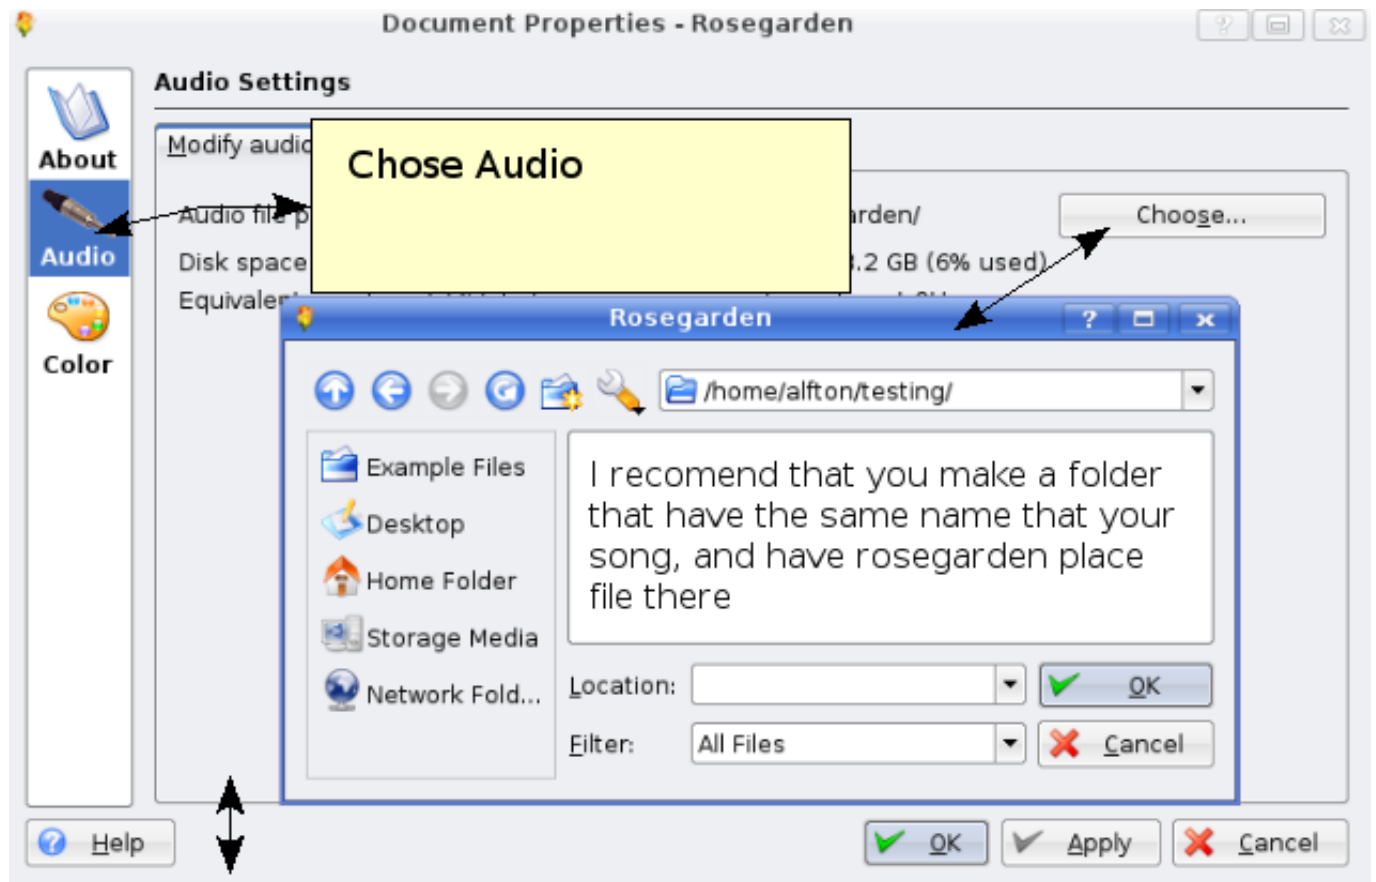 Document Properties - Rosegarden
Audio Settings
About
Modify audio
Chose Audio
Audio file p
arden/
Choose...
Audio
Disk space
.2 GB (6% used)
Color
Rosegarden
/home/alfton/testing/
Example Files
Desktop
Home Folder
Storage Media
Network Fold...
I recomend that you make a folder
that have the same name that your
song, and have rosegarden place
file there
Location:
OK
Filter:
All Files
Cancel
Help
OK
Apply
Cancel